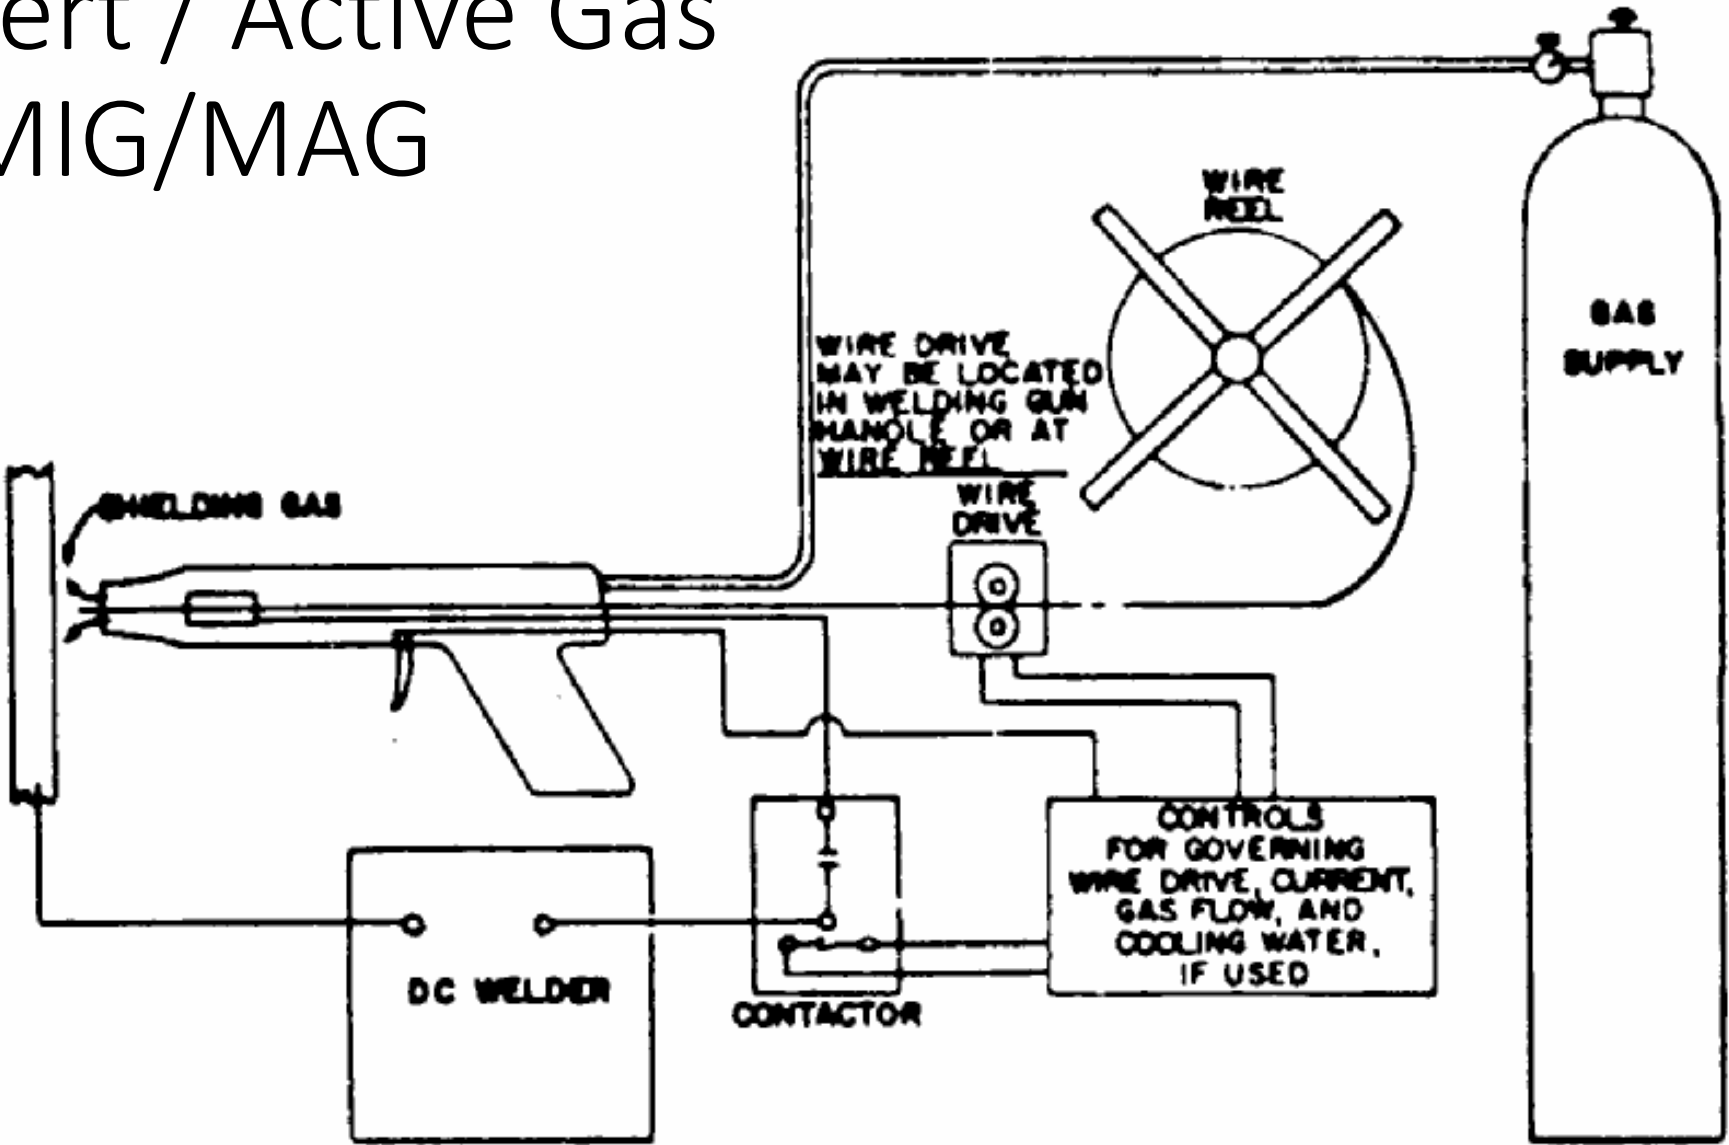 ert / Active Gas
MIG/MAG
WIRE
REEL
GAS
SUPPLY
WIRE DRIVE
MAY BE LOCATED
IN WELDING GUN
HANDLE OR AT
WIRE REEL
WIRE
DRIVE
SHIELDING GAS
CONTROLS
FOR GOVERNING
WIRE DRIVE, CURRENT,
GAS FLOW, AND
COOLING WATER,
IF USED
DC WELDER
CONTACTOR